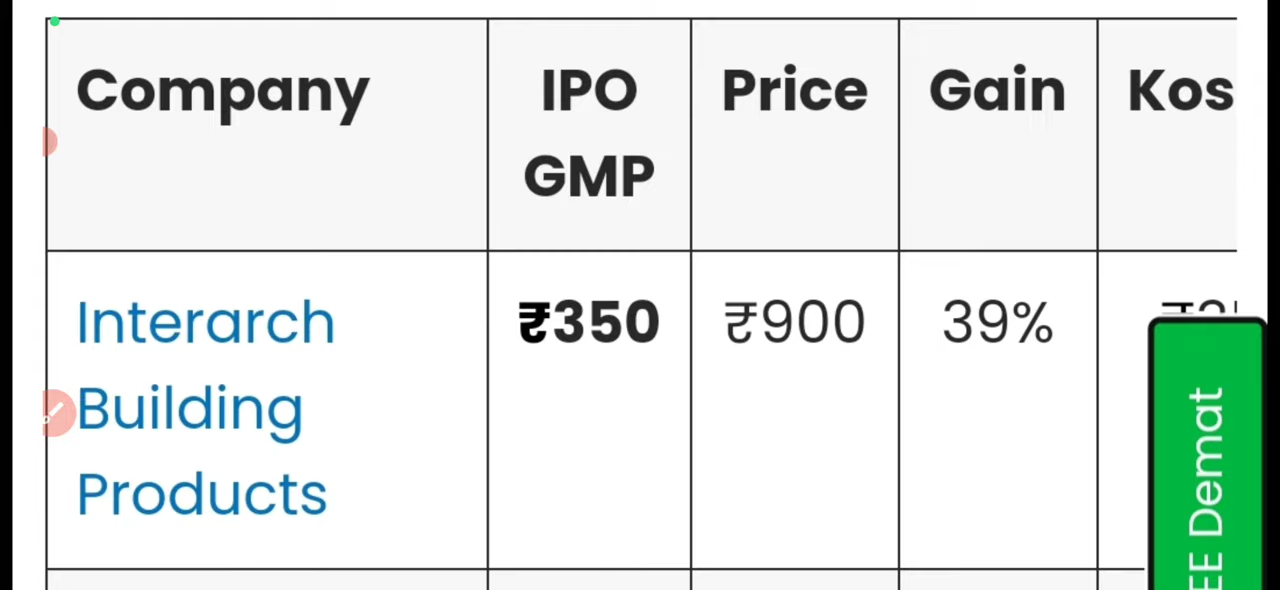 Company IPO GMP Price Gain Kos
Interarch Building Products ₹350 ₹900 39%
EE Demat